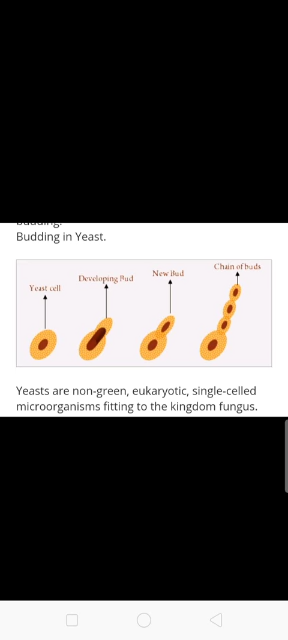 budding.
Budding in Yeast.
Yeast cell
Developing Bud
New Bud
Chain of buds
Yeasts are non-green, eukaryotic, single-celled
microorganisms fitting to the kingdom fungus.